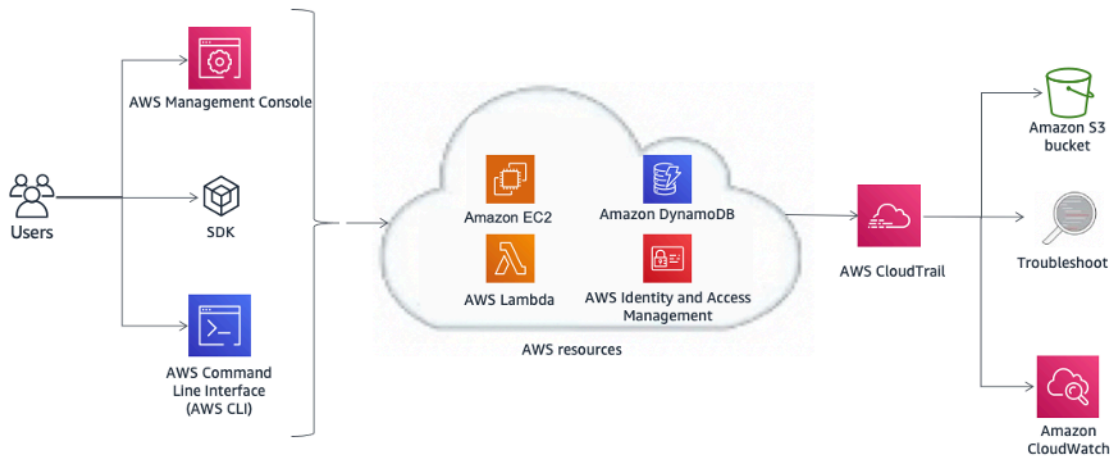 Users
AWS Management Console
SDK
AWS Command
Line Interface
(AWS CLI)
Amazon EC2
Amazon DynamoDB
AWS Lambda
AWS Identity and Access
Management
AWS resources
AWS CloudTrail
Amazon S3
bucket
Troubleshoot
Amazon
CloudWatch